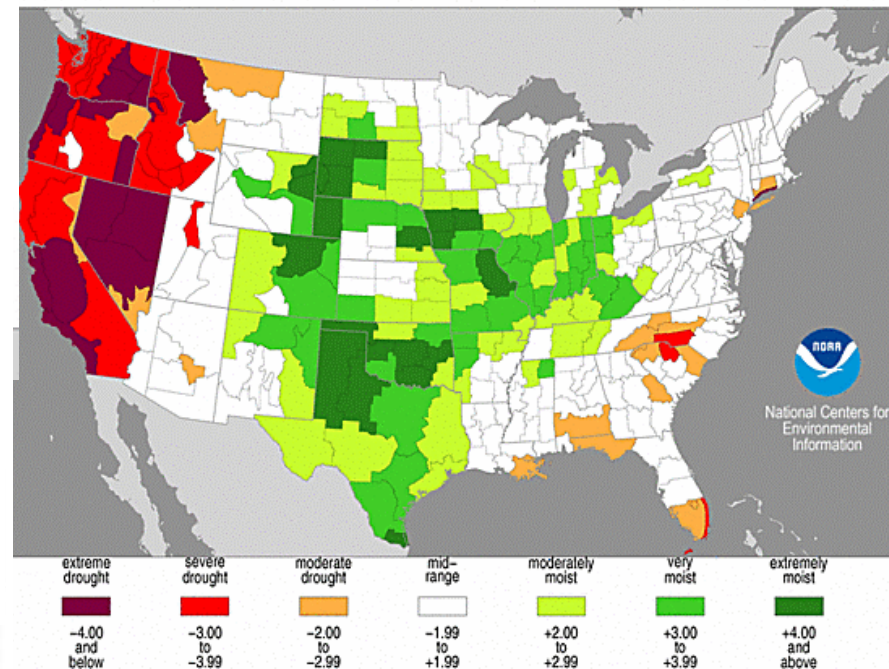 NOAA
National Centers for
Environmental
Information
extreme drought
severe drought
moderate drought
mid-range
moderately moist
very moist
extremely moist
-4.00 and below
-3.00 to -3.99
-2.00 to -2.99
-1.99 to +1.99
+2.00 to +2.99
+3.00 to +3.99
+4.00 and above